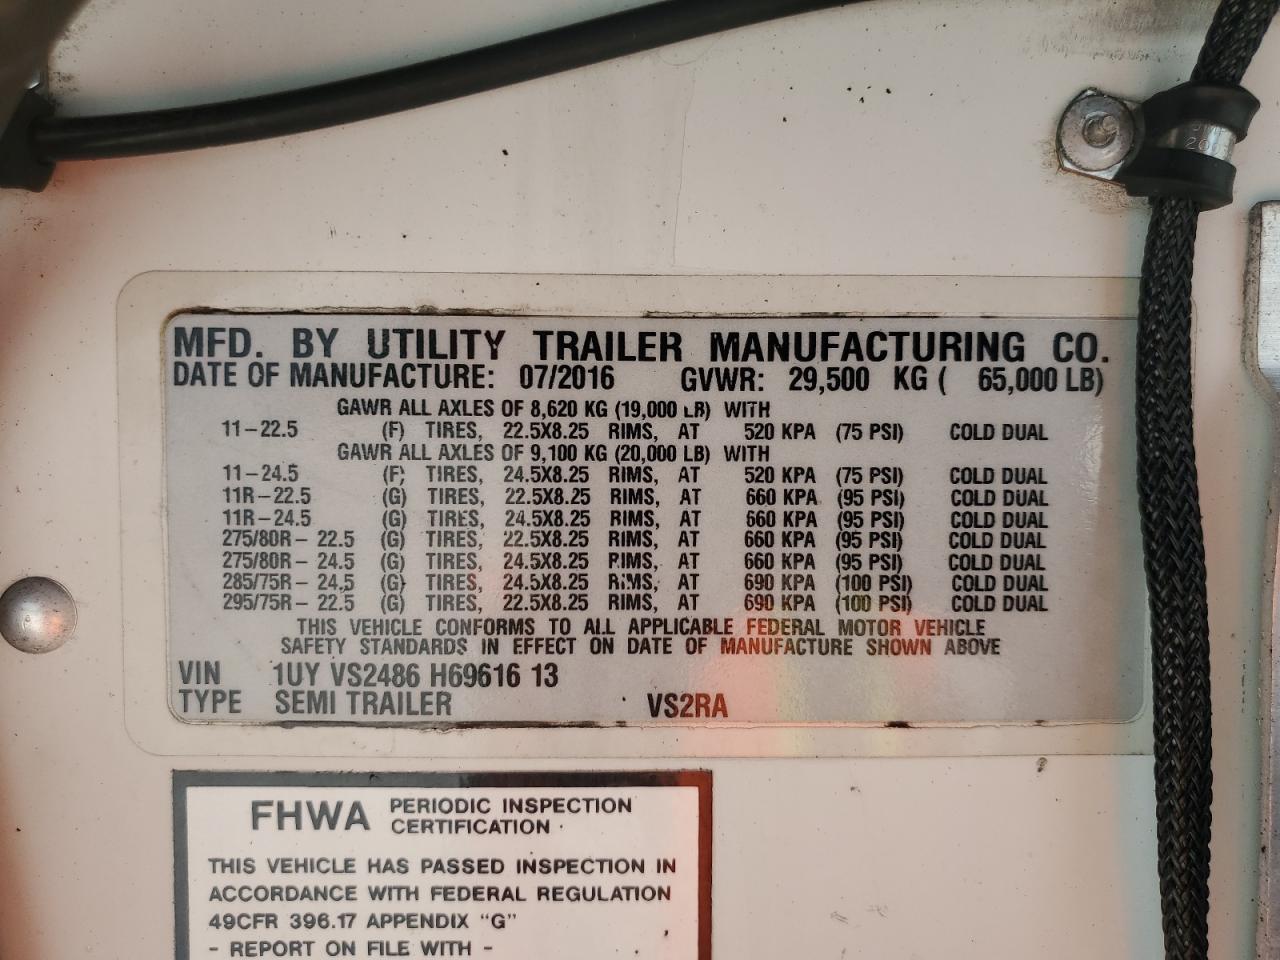 MFD. BY UTILITY TRAILER MANUFACTURING CO.
DATE OF MANUFACTURE: 07/2016 GVWR: 29,500 KG ( 65,000 LB)
GAWR ALL AXLES OF 8,620 KG (19,000 LB) WITH
11-22.5 (F) TIRES, 22.5X8.25 RIMS, AT 520 KPA (75 PSI) COLD DUAL
GAWR ALL AXLES OF 9,100 KG (20,000 LB) WITH
11-24.5 (F) TIRES, 24.5X8.25 RIMS, AT 520 KPA (75 PSI) COLD DUAL
11R-22.5 (G) TIRES, 22.5X8.25 RIMS, AT 660 KPA (95 PSI) COLD DUAL
11R-24.5 (G) TIRES, 24.5X8.25 RIMS, AT 660 KPA (95 PSI) COLD DUAL
275/80R-22.5 (G) TIRES, 22.5X8.25 RIMS, AT 660 KPA (95 PSI) COLD DUAL
275/80R-24.5 (G) TIRES, 24.5X8.25 RIMS, AT 660 KPA (95 PSI) COLD DUAL
285/75R-24.5 (G) TIRES, 24.5X8.25 RIMS, AT 690 KPA (100 PSI) COLD DUAL
295/75R-22.5 (G) TIRES, 22.5X8.25 RIMS, AT 690 KPA (100 PSI) COLD DUAL
THIS VEHICLE CONFORMS TO ALL APPLICABLE FEDERAL MOTOR VEHICLE
SAFETY STANDARDS IN EFFECT ON DATE OF MANUFACTURE SHOWN ABOVE
VIN 1UY VS2486 H69616 13
TYPE SEMI TRAILER VS2RA
FHWA PERIODIC INSPECTION
CERTIFICATION
THIS VEHICLE HAS PASSED INSPECTION IN
ACCORDANCE WITH FEDERAL REGULATION
49CFR 396.17 APPENDIX "G"
- REPORT ON FILE WITH -